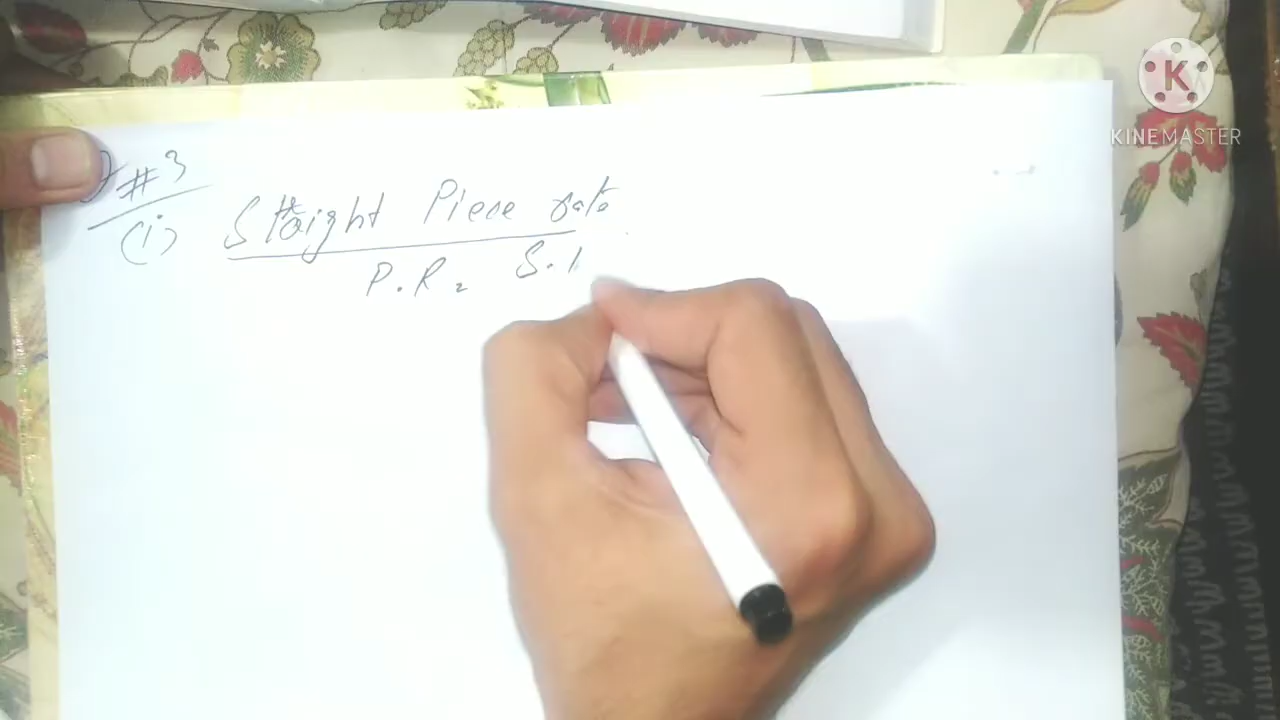 #3
(i) Straight Piece rate
P.R = S.
K
KINEMASTER